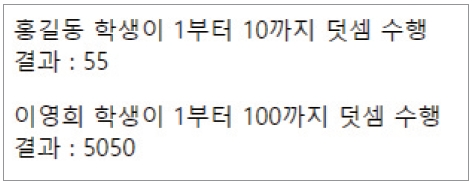 홍길동 학생이 1부터 10까지 덧셈 수행
결과 : 55
이영희 학생이 1부터 100까지 덧셈 수행
결과 : 5050